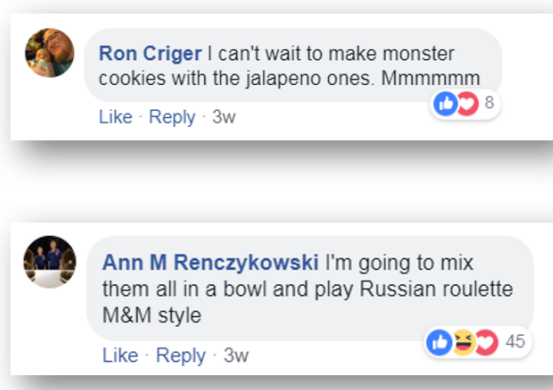 Ron Criger I can't wait to make monster
cookies with the jalapeno ones. Mmmmmm
8
Like · Reply · 3w
Ann M Renczykowski I'm going to mix
them all in a bowl and play Russian roulette
M&M style
45
Like · Reply · 3w